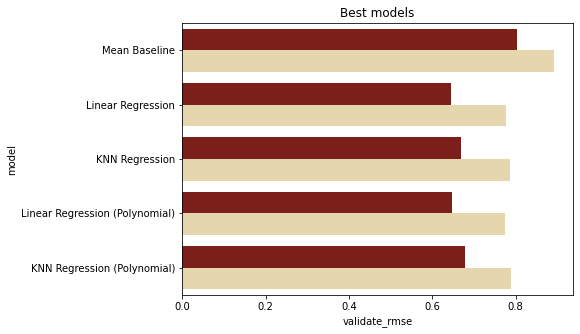 Best models
model
Mean Baseline
Linear Regression
KNN Regression
Linear Regression (Polynomial)
KNN Regression (Polynomial)
0.0 0.2 0.4 0.6 0.8
validate_rmse